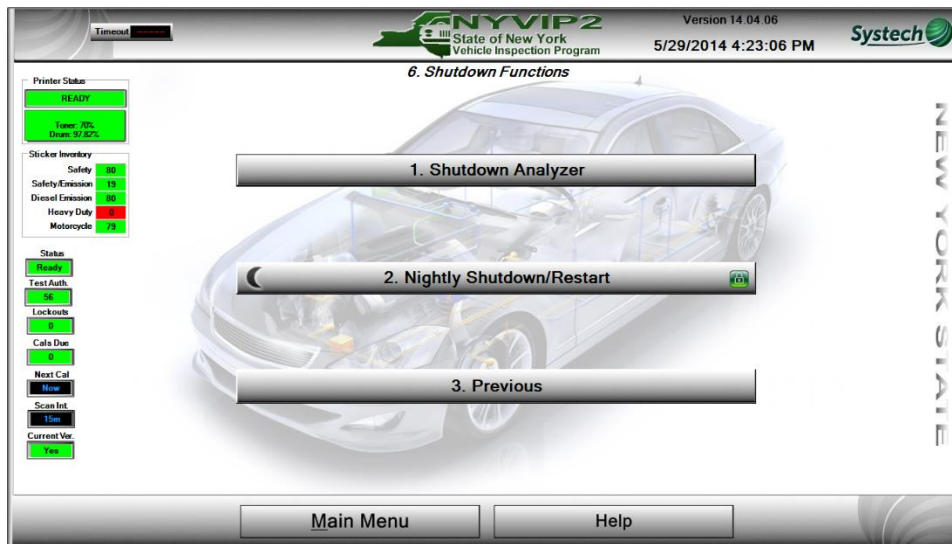 Timeout
-----
NYVIP2
State of New York
Vehicle Inspection Program
Version 14.04.06
5/29/2014 4:23:06 PM
Systech
6. Shutdown Functions
Printer Status
READY
Toner: 70%
Drum: 97.82%
Sticker Inventory
Safety 80
Safety/Emission 19
Diesel Emission 80
Heavy Duty 0
Motorcycle 79
Status
Ready
Test Auth.
56
Lockouts
0
Cals Due
0
Next Cal
Now
Scan Int.
15m
Current Ver.
Yes
1. Shutdown Analyzer
2. Nightly Shutdown/Restart
3. Previous
NEW YORK STATE
Main Menu
Help